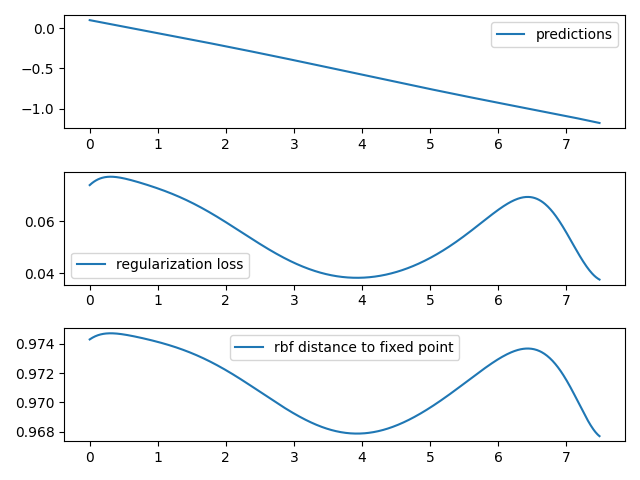 0.0
−0.5
−1.0
predictions
0 1 2 3 4 5 6 7
0.06
0.04
regularization loss
0 1 2 3 4 5 6 7
0.974
0.972
0.970
0.968
rbf distance to fixed point
0 1 2 3 4 5 6 7